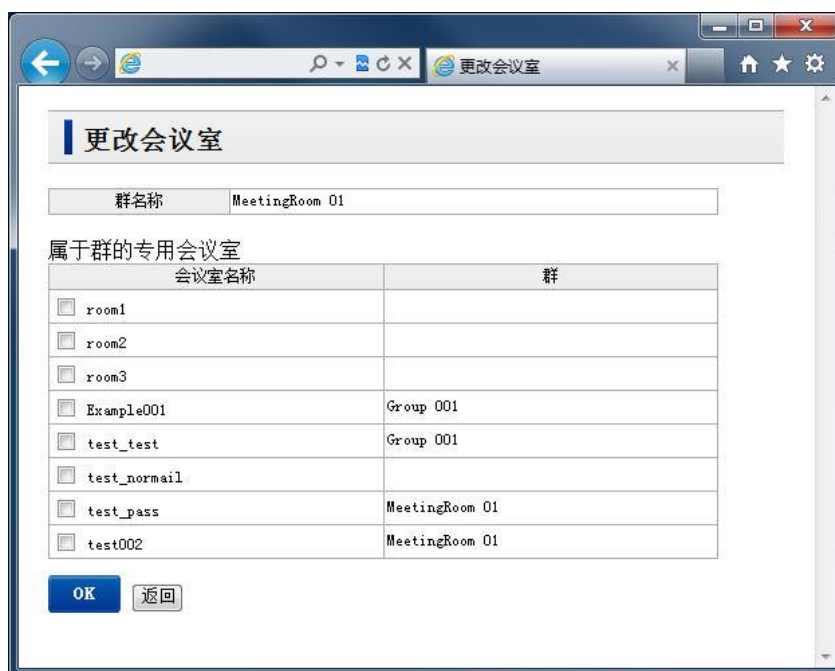 更改会议室
更改会议室
群名称 MeetingRoom 01
属于群的专用会议室
会议室名称 群
room1
room2
room3
Example001 Group 001
test_test Group 001
test_normail
test_pass MeetingRoom 01
test002 MeetingRoom 01
OK 返回